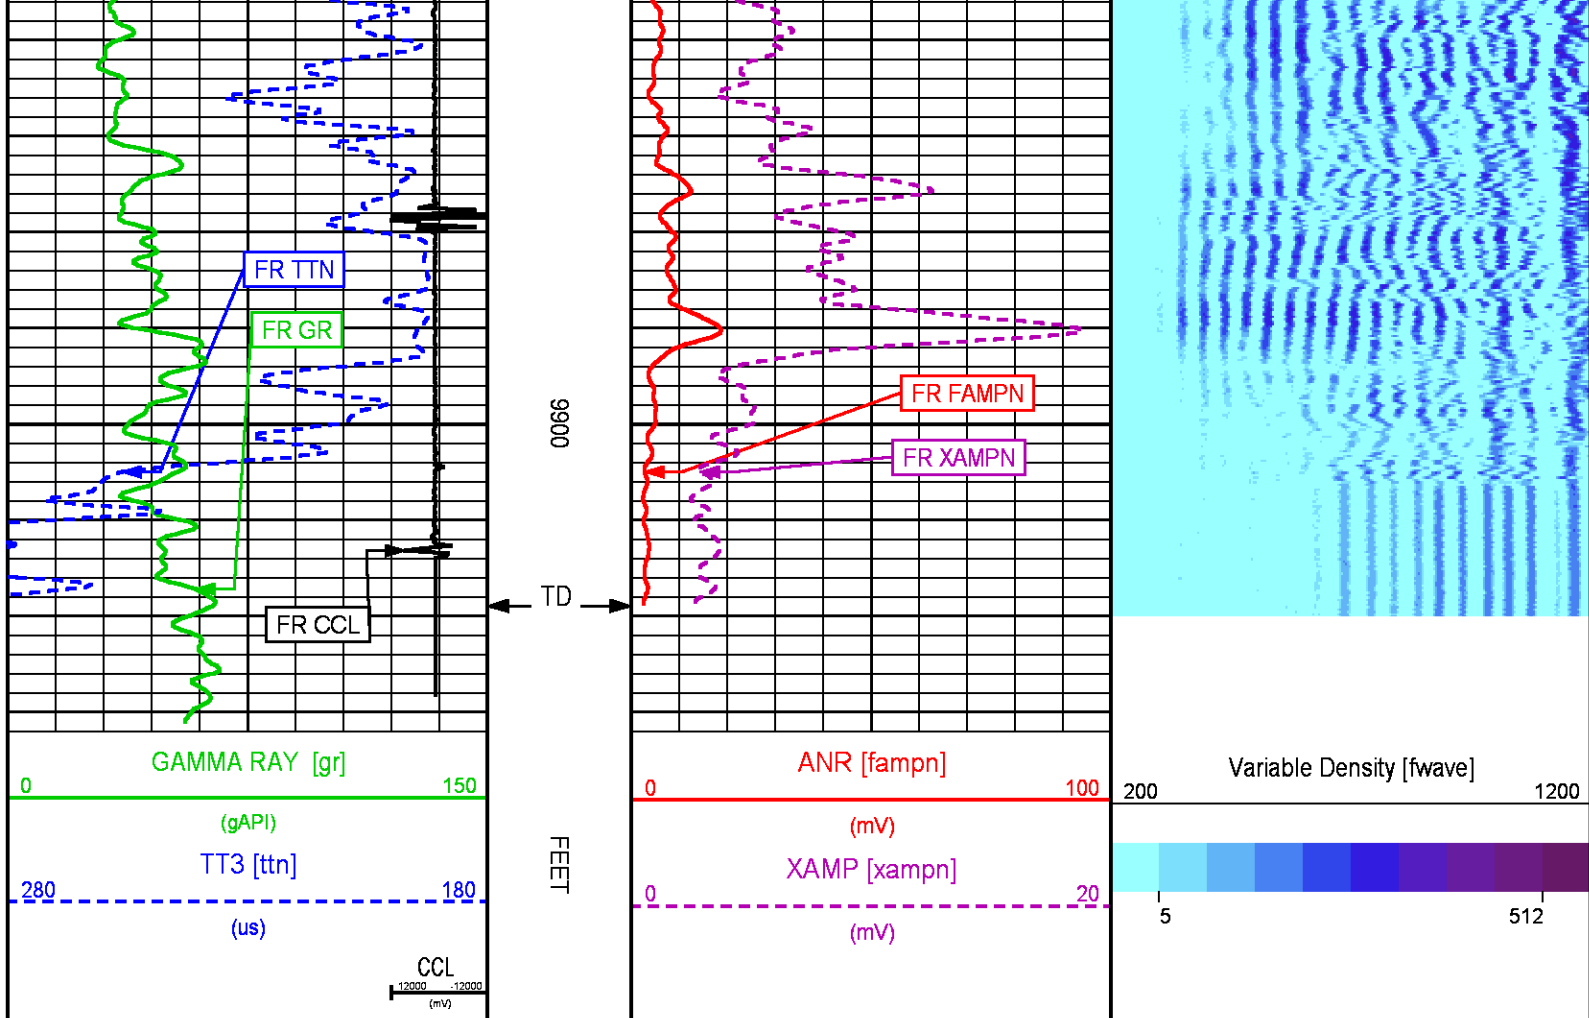 FR TTN
FR GR
9600
FR FAMPN
FR XAMPN
TD
FR CCL
GAMMA RAY [gr]
0 150
(gAPI)
TT3 [ttn]
280 180
(us)
CCL
12000 -12000
(mV)
FEET
ANR [fampn]
0 100
(mV)
XAMP [xampn]
0 20
(mV)
Variable Density [fwave]
200 1200
5 512